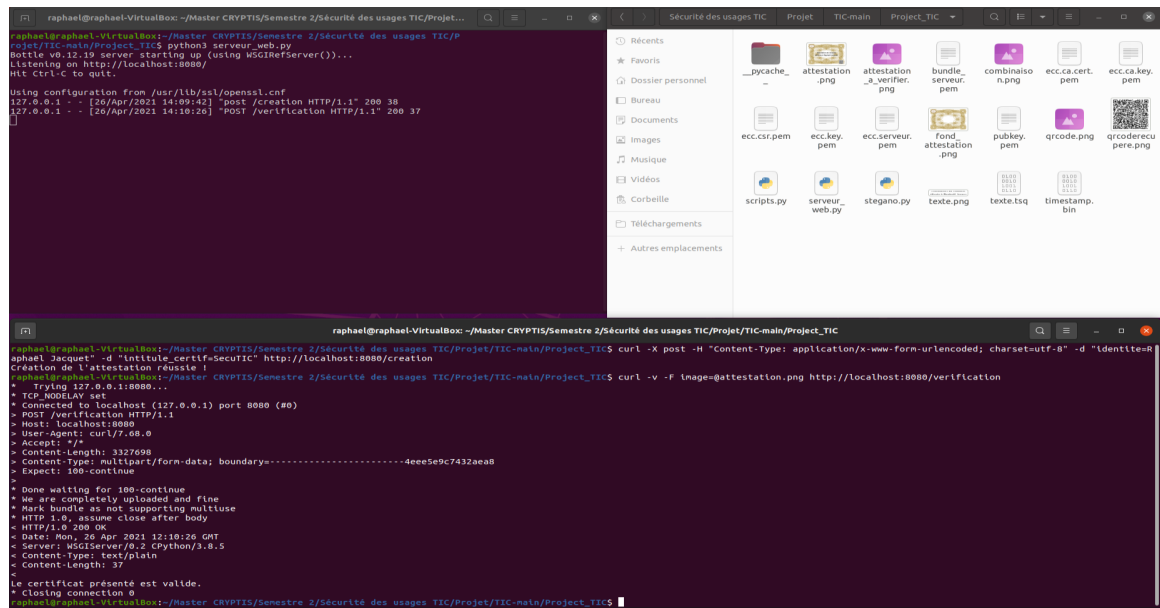 raphael@raphael-VirtualBox: ~/Master CRYPTIS/Semestre 2/Sécurité des usages TIC/Projet...
raphael@raphael-VirtualBox:~/Master CRYPTIS/Semestre 2/Sécurité des usages TIC/P
rojet/TIC-main/Project_TIC$ python3 serveur_web.py
Bottle v0.12.19 server starting up (using WSGIRefServer())...
Listening on http://localhost:8080/
Hit Ctrl-C to quit.
Using configuration from /usr/lib/ssl/openssl.cnf
127.0.0.1 - - [26/Apr/2021 14:09:42] "post /creation HTTP/1.1" 200 38
127.0.0.1 - - [26/Apr/2021 14:10:26] "POST /verification HTTP/1.1" 200 37
Sécurité des usages TIC Projet TIC-main Project_TIC
Récents
Favoris
Dossier personnel
Bureau
Documents
Images
Musique
Vidéos
Corbeille
Téléchargements
+ Autres emplacements
__pycache__
attestation.png
attestation_a_verifier.png
bundle_serveur.pem
combinaison.png
ecc.ca.cert.pem
ecc.ca.key.pem
ecc.csr.pem
ecc.key.pem
ecc.serveur.pem
fond_attestation.png
pubkey.pem
qrcode.png
qrcoderecupere.png
scripts.py
serveur_web.py
stegano.py
texte.png
texte.tsq
timestamp.bin
raphael@raphael-VirtualBox: ~/Master CRYPTIS/Semestre 2/Sécurité des usages TIC/Projet/TIC-main/Project_TIC
raphael@raphael-VirtualBox:~/Master CRYPTIS/Semestre 2/Sécurité des usages TIC/Projet/TIC-main/Project_TIC$ curl -X post -H "Content-Type: application/x-www-form-urlencoded; charset=utf-8" -d "identite=R
aphaël Jacquet" -d "intitule_certif=SecuTIC" http://localhost:8080/creation
Création de l'attestation réussie !
raphael@raphael-VirtualBox:~/Master CRYPTIS/Semestre 2/Sécurité des usages TIC/Projet/TIC-main/Project_TIC$ curl -v -F image=@attestation.png http://localhost:8080/verification
* Trying 127.0.0.1:8080...
* TCP_NODELAY set
* Connected to localhost (127.0.0.1) port 8080 (#0)
> POST /verification HTTP/1.1
> Host: localhost:8080
> User-Agent: curl/7.68.0
> Accept: */*
> Content-Length: 3327698
> Content-Type: multipart/form-data; boundary=------------------------4eee5e9c7432aea8
> Expect: 100-continue
>
* Done waiting for 100-continue
* We are completely uploaded and fine
* Mark bundle as not supporting multiuse
* HTTP 1.0, assume close after body
< HTTP/1.0 200 OK
< Date: Mon, 26 Apr 2021 12:10:26 GMT
< Server: WSGIServer/0.2 CPython/3.8.5
< Content-Type: text/plain
< Content-Length: 37
<
Le certificat présenté est valide.
* Closing connection 0
raphael@raphael-VirtualBox:~/Master CRYPTIS/Semestre 2/Sécurité des usages TIC/Projet/TIC-main/Project_TIC$